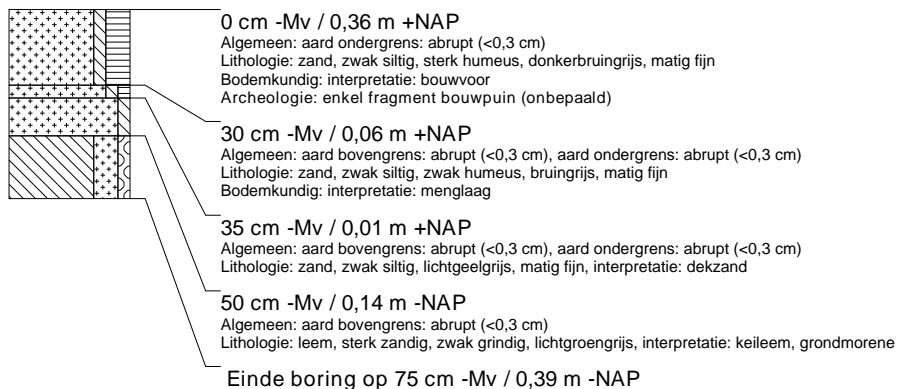 0 cm -Mv / 0,36 m +NAP
Algemeen: aard ondergrens: abrupt (<0,3 cm)
Lithologie: zand, zwak siltig, sterk humeus, donkerbruingrijs, matig fijn
Bodemkundig: interpretatie: bouwvoor
Archeologie: enkel fragment bouwpuin (onbepaald)
30 cm -Mv / 0,06 m +NAP
Algemeen: aard bovengrens: abrupt (<0,3 cm), aard ondergrens: abrupt (<0,3 cm)
Lithologie: zand, zwak siltig, zwak humeus, bruingrijs, matig fijn
Bodemkundig: interpretatie: menglaag
35 cm -Mv / 0,01 m +NAP
Algemeen: aard bovengrens: abrupt (<0,3 cm), aard ondergrens: abrupt (<0,3 cm)
Lithologie: zand, zwak siltig, lichtgeelgrijs, matig fijn, interpretatie: dekzand
50 cm -Mv / 0,14 m -NAP
Algemeen: aard bovengrens: abrupt (<0,3 cm)
Lithologie: leem, sterk zandig, zwak grindig, lichtgroengrijs, interpretatie: keileem, grondmorene
Einde boring op 75 cm -Mv / 0,39 m -NAP